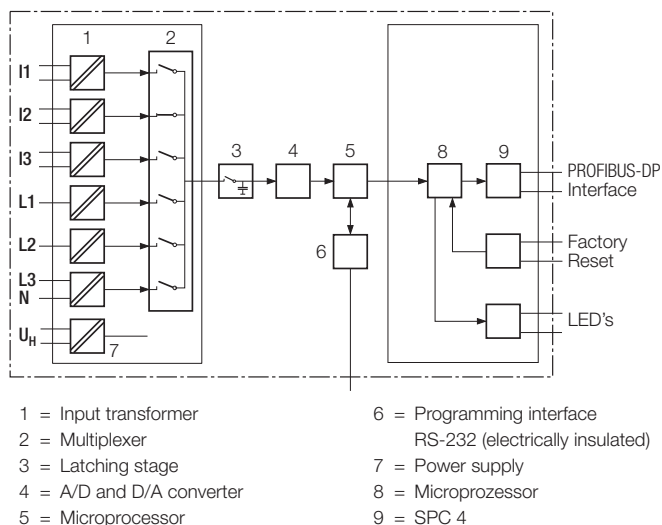 1 2
I1
I2
I3
L1
L2
L3
N
U_H
7
3 4 5
6
8 9
PROFIBUS-DP
Interface
Factory
Reset
LED's
1 = Input transformer
2 = Multiplexer
3 = Latching stage
4 = A/D and D/A converter
5 = Microprocessor
6 = Programming interface
RS-232 (electrically insulated)
7 = Power supply
8 = Microprozessor
9 = SPC 4